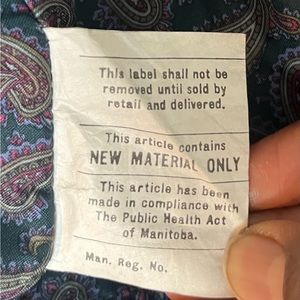 This label shall not be
removed until sold by
retail and delivered.
This article contains
NEW MATERIAL ONLY
This article has been
made in compliance with
The Public Health Act
of Manitoba.
Man. Reg. No.